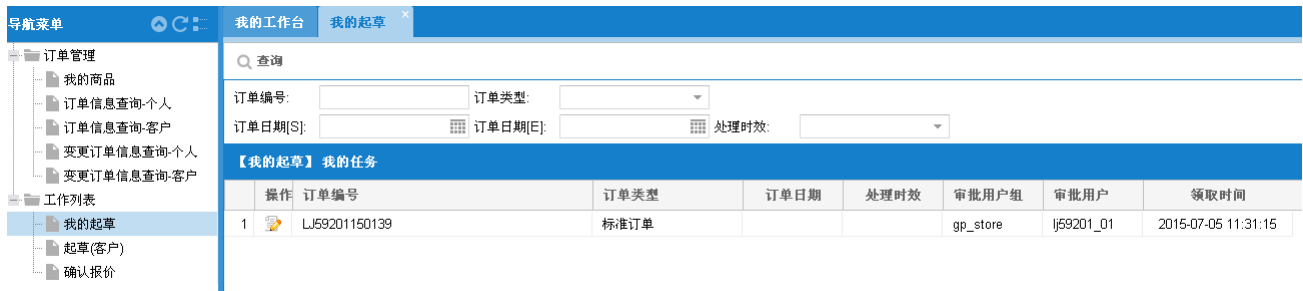 导航菜单
订单管理
我的商品
订单信息查询-个人
订单信息查询-客户
变更订单信息查询-个人
变更订单信息查询-客户
工作列表
我的起草
起草(客户)
确认报价
我的工作台 我的起草
查询
订单编号: 订单类型:
订单日期[S]: 订单日期[E]: 处理时效:
【我的起草】 我的任务
操作 订单编号 订单类型 订单日期 处理时效 审批用户组 审批用户 领取时间
1 LJ59201150139 标准订单 gp_store lj59201_01 2015-07-05 11:31:15